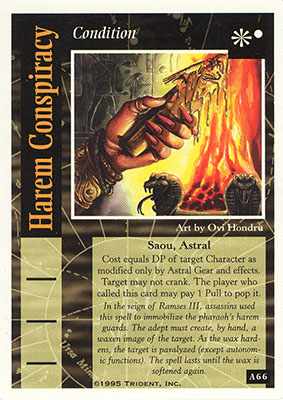 Harem Conspiracy
Condition
Art by Ovi Hondru
Saou, Astral
Cost equals DP of target Character as
modified only by Astral Gear and effects.
Target may not crank. The player who
called this card may pay 1 Pull to pop it.
In the reign of Ramses III, assassins used
this spell to immobilize the pharaoh's harem
guards. The adept must create, by hand, a
waxen image of the target. As the wax hard-
ens, the target is paralyzed (except autonom-
ic functions). The spell lasts until the wax is
softened again.
Ursa Min
©1995 TRIDENT, INC.
A66